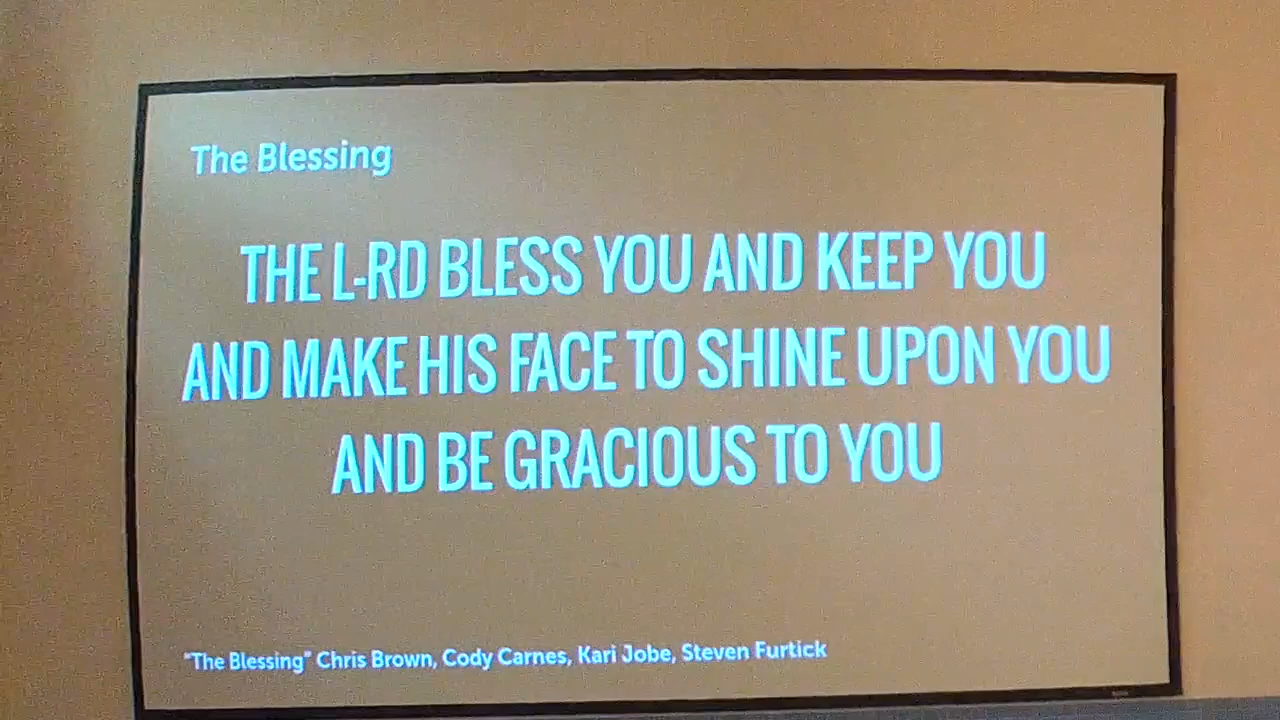 The Blessing
THE L-RD BLESS YOU AND KEEP YOU
AND MAKE HIS FACE TO SHINE UPON YOU
AND BE GRACIOUS TO YOU
"The Blessing" Chris Brown, Cody Carnes, Kari Jobe, Steven Furtick